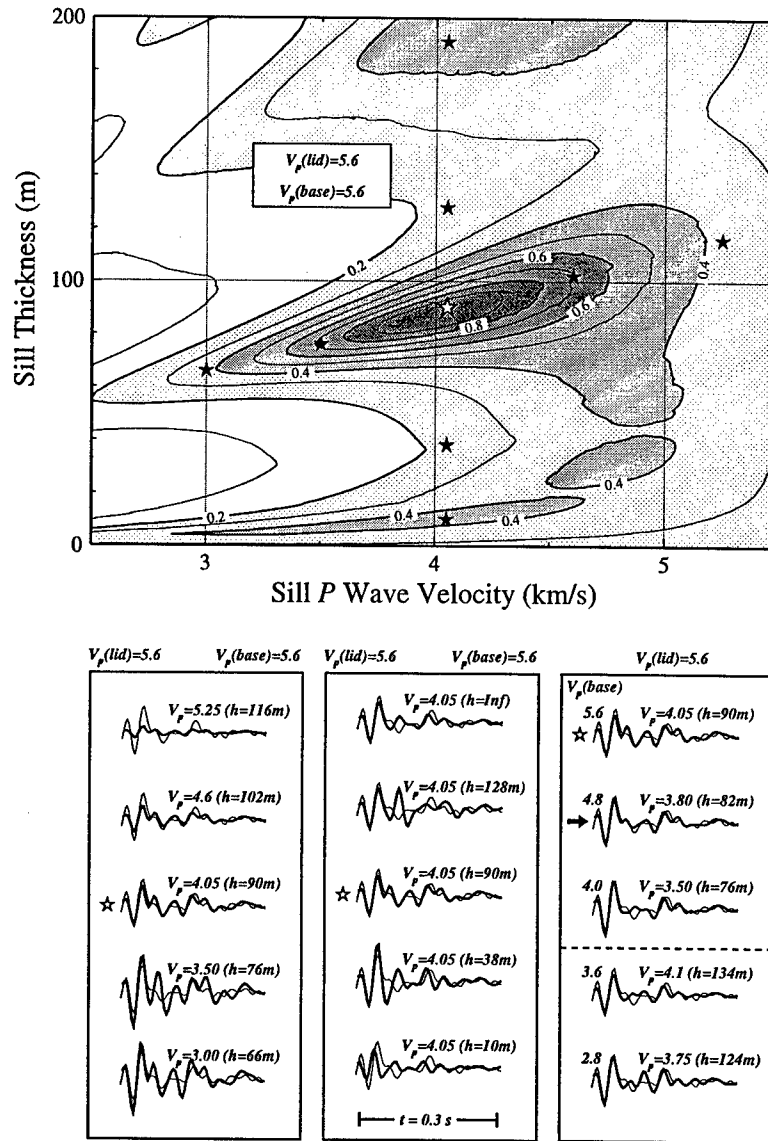 200
V_p(lid)=5.6
V_p(base)=5.6
0.2
0.6
0.4
100
0.6
0.8
0.4
0.4
0.2
0.4
0.4
0
3
4
5
Sill Thickness (m)
Sill P Wave Velocity (km/s)
V_p(lid)=5.6 V_p(base)=5.6
V_p=5.25 (h=116m)
V_p=4.6 (h=102m)
V_p=4.05 (h=90m)
V_p=3.50 (h=76m)
V_p=3.00 (h=66m)
V_p(lid)=5.6 V_p(base)=5.6
V_p=4.05 (h=Inf)
V_p=4.05 (h=128m)
V_p=4.05 (h=90m)
V_p=4.05 (h=38m)
V_p=4.05 (h=10m)
t = 0.3 s
V_p(lid)=5.6
V_p(base)
5.6 V_p=4.05 (h=90m)
4.8 V_p=3.80 (h=82m)
4.0 V_p=3.50 (h=76m)
3.6 V_p=4.1 (h=134m)
2.8 V_p=3.75 (h=124m)